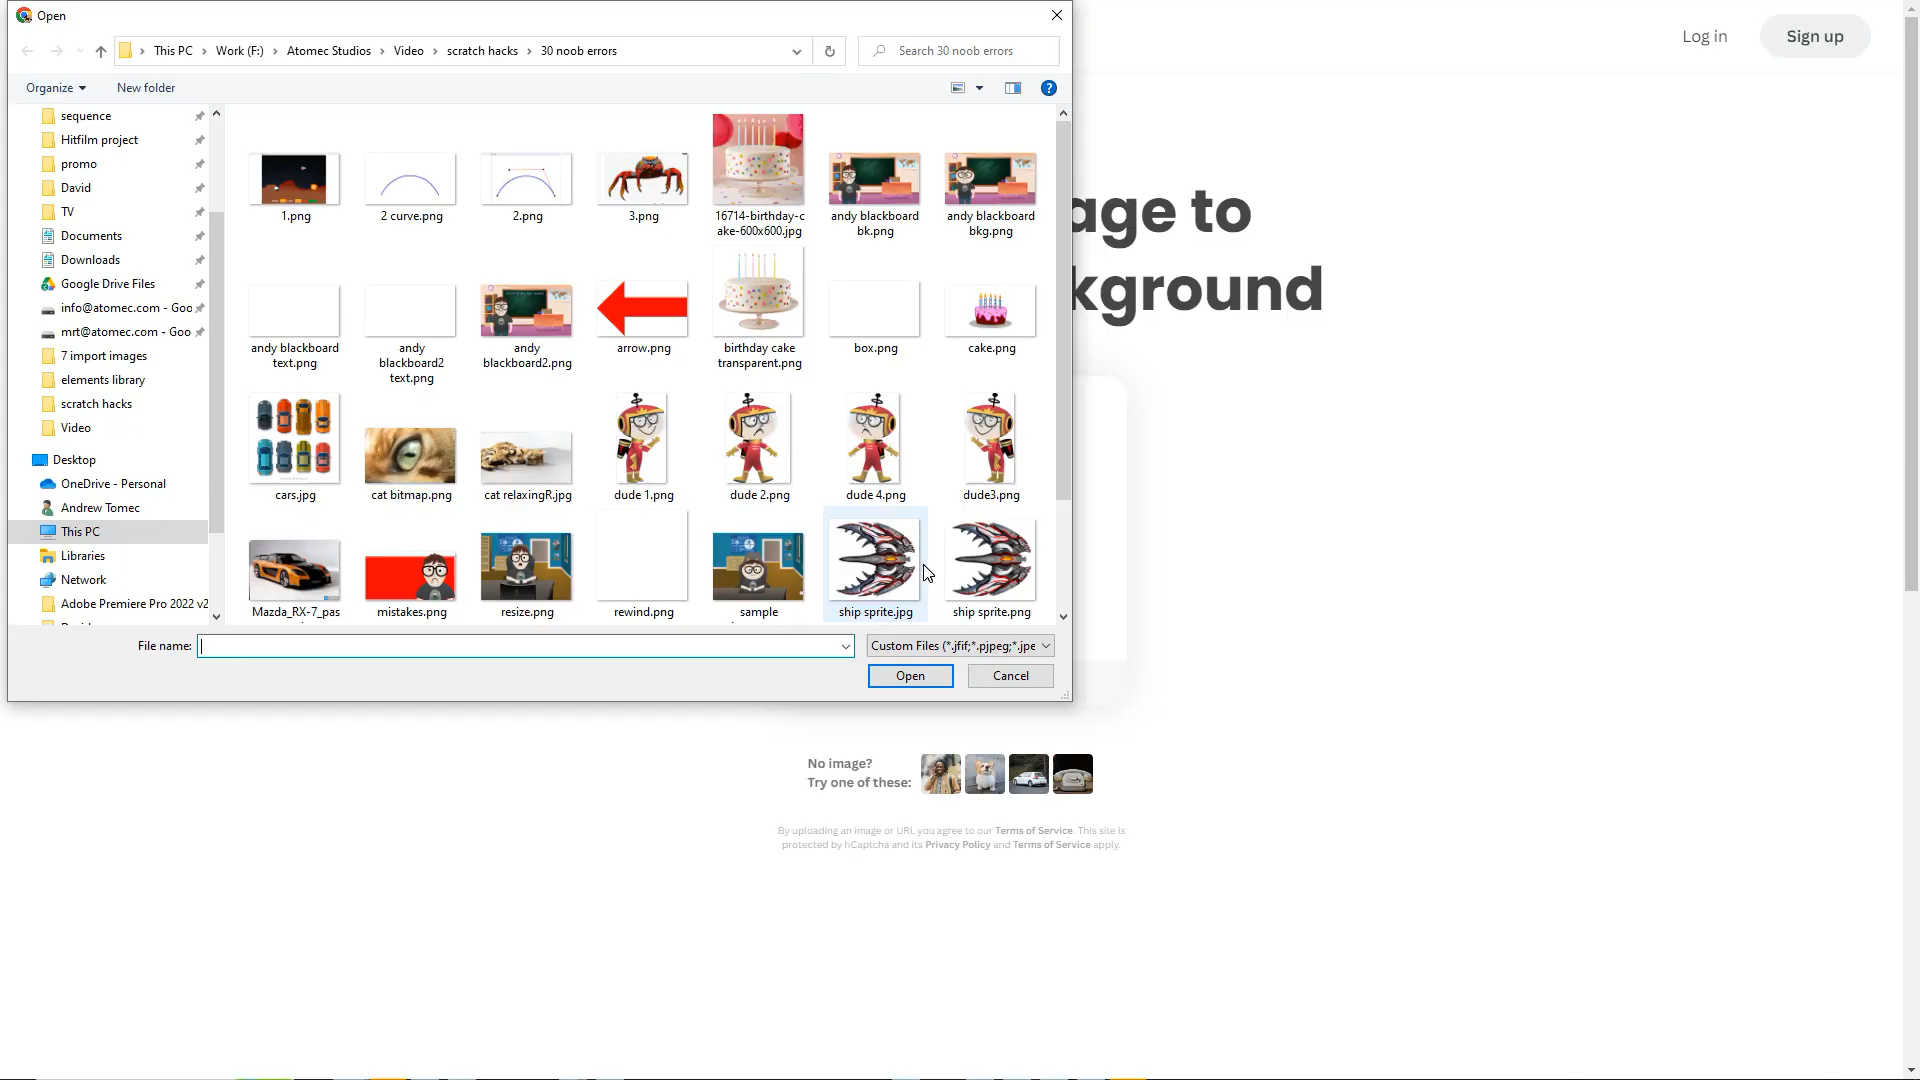 Open
This PC > Work (F:) > Atomec Studios > Video > scratch hacks > 30 noob errors
Search 30 noob errors
Organize
New folder
sequence
Hitfilm project
promo
David
TV
Documents
Downloads
Google Drive Files
info@atomec.com - Goo
mrt@atomec.com - Goo
7 import images
elements library
scratch hacks
Video
Desktop
OneDrive - Personal
Andrew Tomec
This PC
Libraries
Network
Adobe Premiere Pro 2022 v2
1.png
2 curve.png
2.png
3.png
16714-birthday-c
ake-600x600.jpg
andy blackboard
bk.png
andy blackboard
bkg.png
andy blackboard
text.png
andy
blackboard2
text.png
andy
blackboard2.png
arrow.png
birthday cake
transparent.png
box.png
cake.png
cars.jpg
cat bitmap.png
cat relaxingR.jpg
dude 1.png
dude 2.png
dude 4.png
dude3.png
Mazda_RX-7_pas
mistakes.png
resize.png
rewind.png
sample
ship sprite.jpg
ship sprite.png
File name:
Custom Files (*.jfif;*.pjpeg;*.jpe
Open
Cancel
Log in
Sign up
age to
kground
No image?
Try one of these:
By uploading an image or URL you agree to our Terms of Service. This site is
protected by hCaptcha and its Privacy Policy and Terms of Service apply.